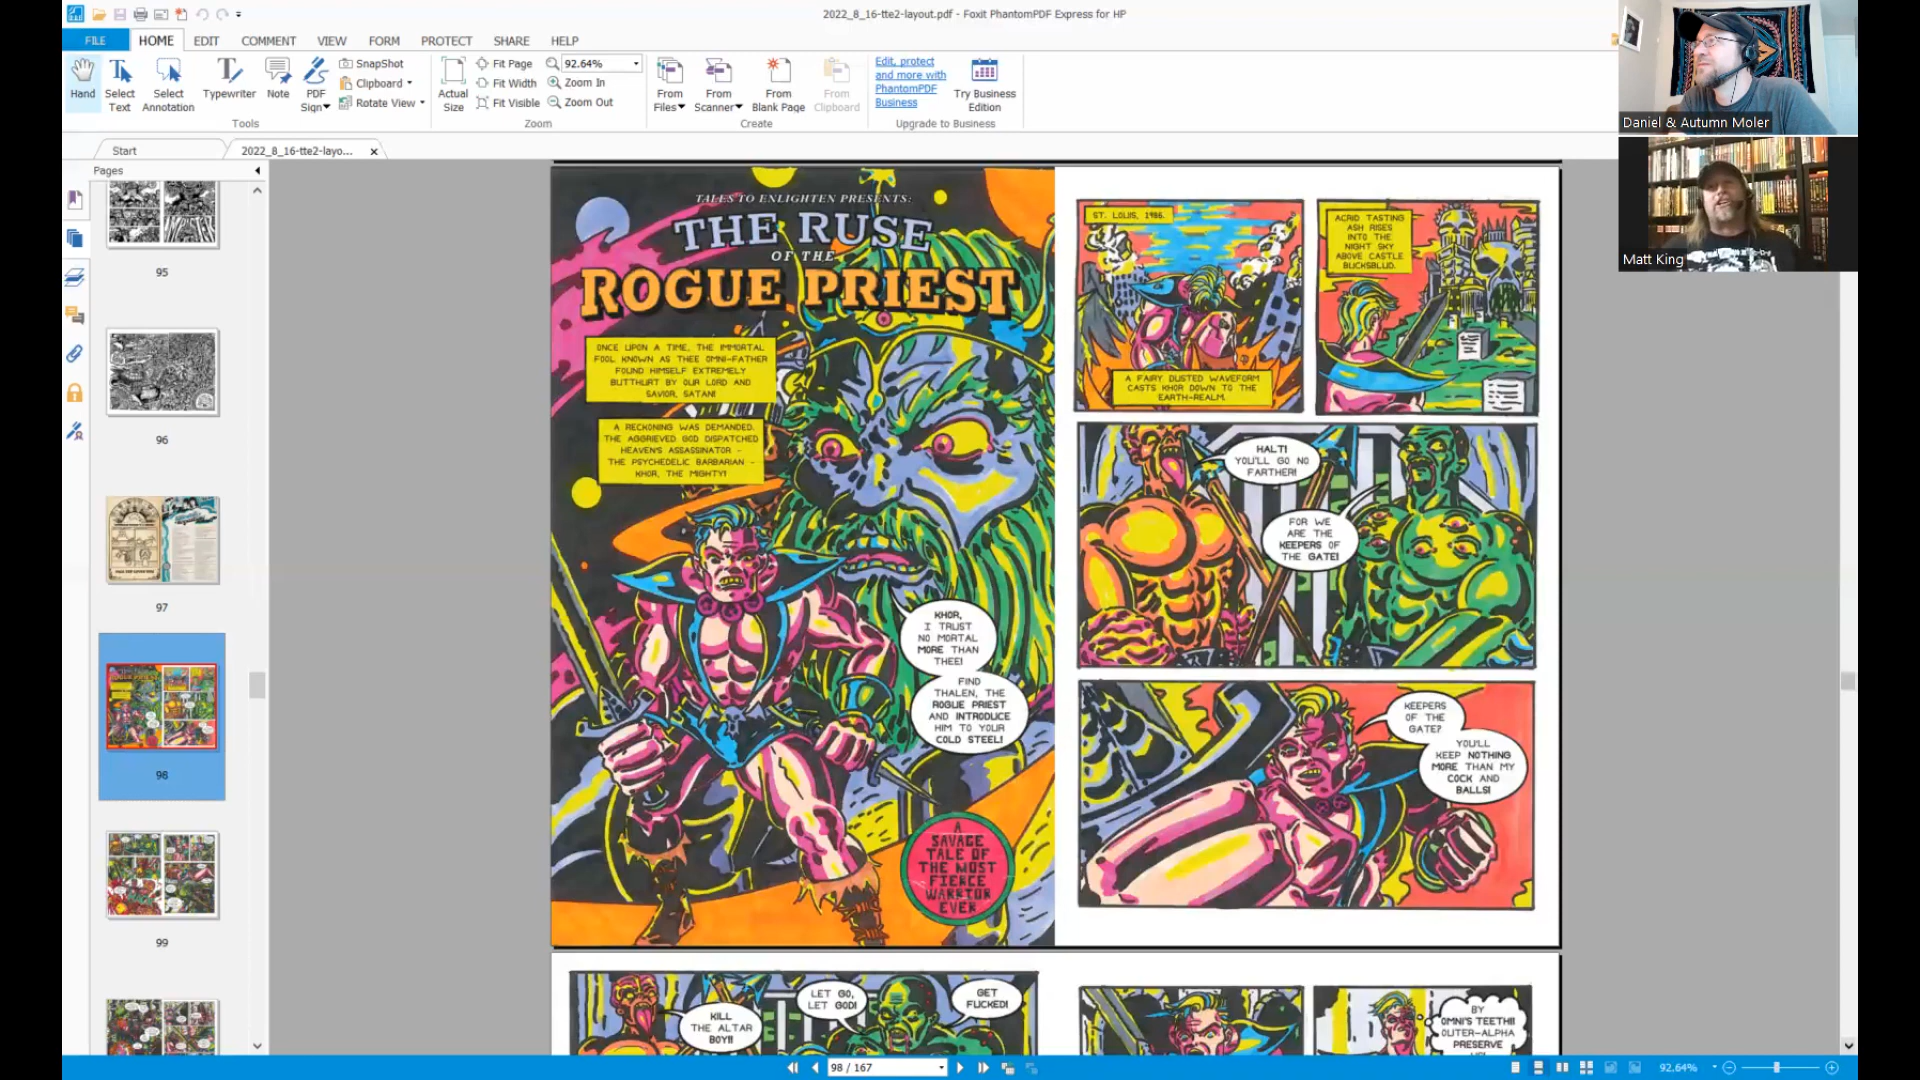 2022_8_16-tte2-layout.pdf - Foxit PhantomPDF Express for HP
FILE HOME EDIT COMMENT VIEW FORM PROTECT SHARE HELP
Hand
Select Text
Select Annotation
Typewriter
Note
PDF Sign
SnapShot
Clipboard
Rotate View
Tools
Actual Size
Fit Page
Fit Width
Fit Visible
92.64%
Zoom In
Zoom Out
Zoom
From Files
From Scanner
From Blank Page
From Clipboard
Create
Edit, protect
and more with
PhantomPDF
Business
Try Business Edition
Upgrade to Business
Daniel & Autumn Moler
Matt King
Start
2022_8_16-tte2-layo...
Pages
95
96
97
98
99
TALES TO ENLIGHTEN PRESENTS:
THE RUSE
OF THE
ROGUE PRIEST
ONCE UPON A TIME, THE IMMORTAL
FOOL KNOWN AS THEE OMNI-FATHER
FOUND HIMSELF EXTREMELY
BUTTHURT BY OUR LORD AND
SAVIOR, SATAN!
A RECKONING WAS DEMANDED.
THE AGGRIEVED GOD DISPATCHED
HEAVEN'S ASSASSINATOR -
THE PSYCHEDELIC BARBARIAN -
KHOR, THE MIGHTY!
KHOR,
I TRUST
NO MORTAL
MORE THAN
THEE!
FIND
THALEN, THE
ROGUE PRIEST
AND INTRODUCE
HIM TO YOUR
COLD STEEL!
A
SAVAGE
TALE OF
THE MOST
FIERCE
WARRIOR
EVER
ST. LOUIS, 1986.
A FAIRY DUSTED WAVEFORM
CASTS KHOR DOWN TO THE
EARTH-REALM.
ACRID TASTING
ASH RISES
INTO THE
NIGHT SKY
ABOVE CASTLE
BUCKSBLUD.
HALT!
YOU'LL GO NO
FARTHER!
FOR WE
ARE THE
KEEPERS OF
THE GATE!
KEEPERS
OF THE
GATE?
YOU'LL
KEEP NOTHING
MORE THAN MY
COCK AND
BALLS!
KILL
THE ALTAR
BOY!!
LET GO,
LET GOD!
GET
FUCKED!
BY
OMNI'S TEETH!!
OUTER-ALPHA
PRESERVE
98 / 167
92.64%